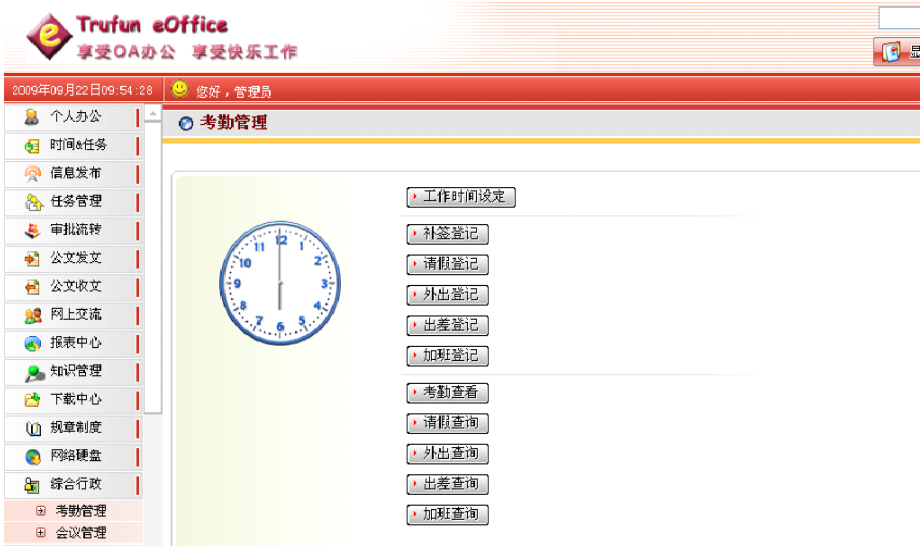 Trufun eOffice
享受OA办公 享受快乐工作
显
2009年09月22日09:54:28
您好，管理员
个人办公
时间&任务
信息发布
任务管理
审批流转
公文发文
公文收文
网上交流
报表中心
知识管理
下载中心
规章制度
网络硬盘
综合行政
考勤管理
会议管理
考勤管理
12
1
2
3
4
5
6
7
8
9
10
11
工作时间设定
补签登记
请假登记
外出登记
出差登记
加班登记
考勤查看
请假查询
外出查询
出差查询
加班查询